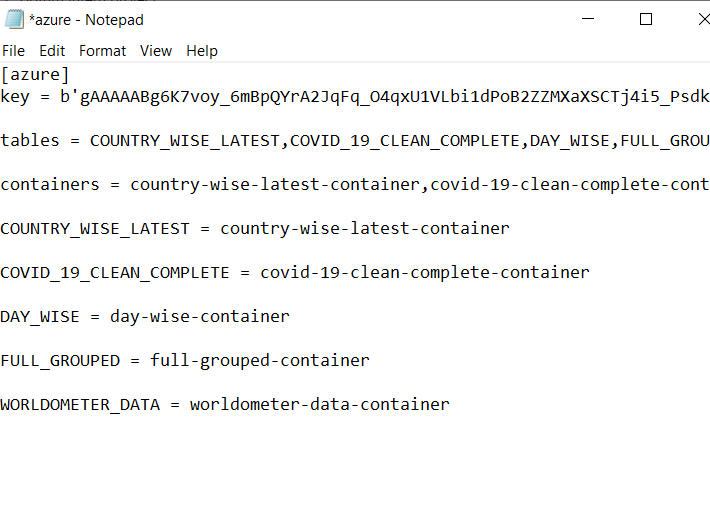 *azure - Notepad
File Edit Format View Help
[azure]
key = b'gAAAAABg6K7voy_6mBpQYrA2JqFq_O4qxU1VLbi1dPoB2ZZMXaXSCTj4i5_Psdk
tables = COUNTRY_WISE_LATEST,COVID_19_CLEAN_COMPLETE,DAY_WISE,FULL_GROU
containers = country-wise-latest-container,covid-19-clean-complete-cont
COUNTRY_WISE_LATEST = country-wise-latest-container
COVID_19_CLEAN_COMPLETE = covid-19-clean-complete-container
DAY_WISE = day-wise-container
FULL_GROUPED = full-grouped-container
WORLDOMETER_DATA = worldometer-data-container